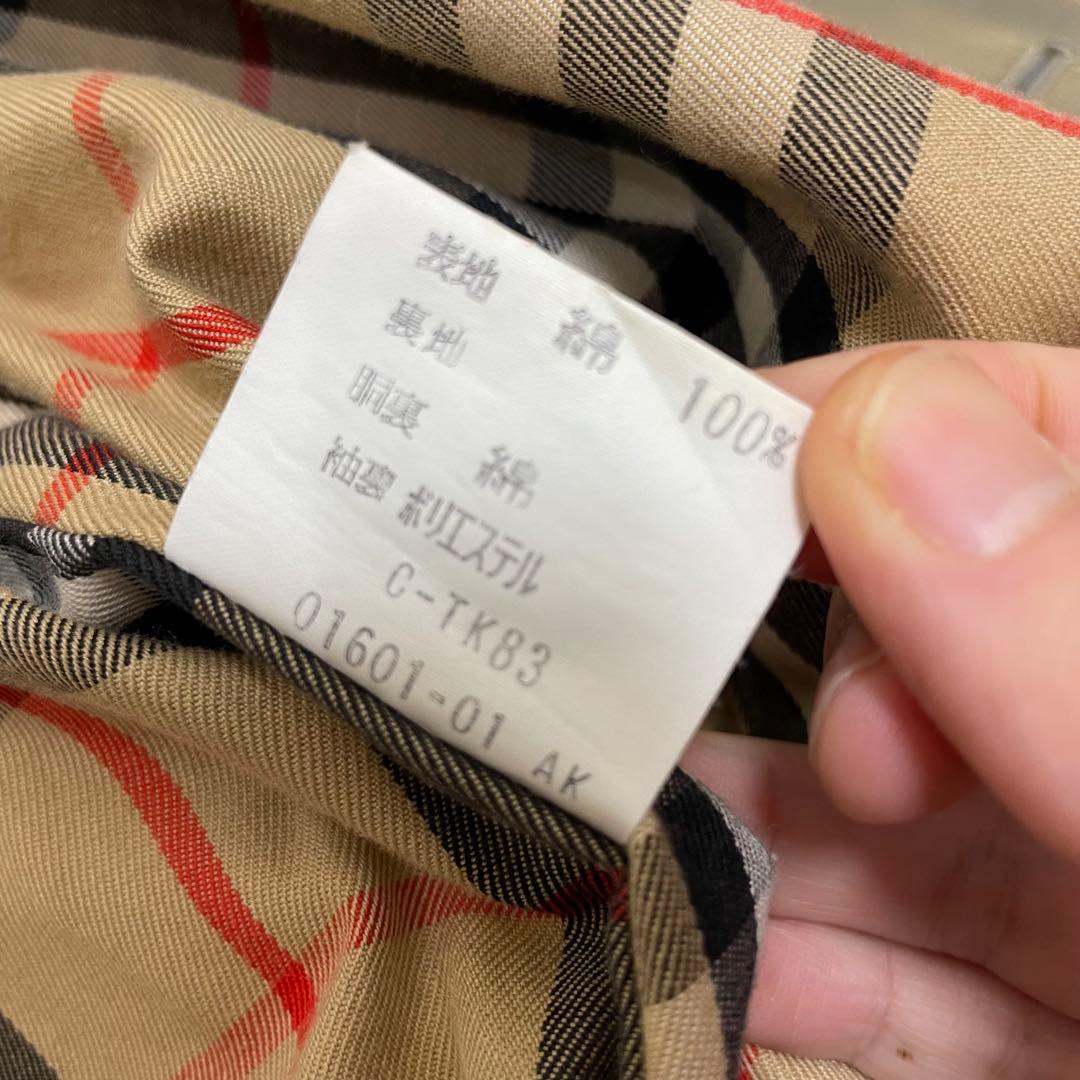 表地 綿 100%
裏地
胴裏 綿
袖裏 ポリエステル
C-TK83
01601-01 AK